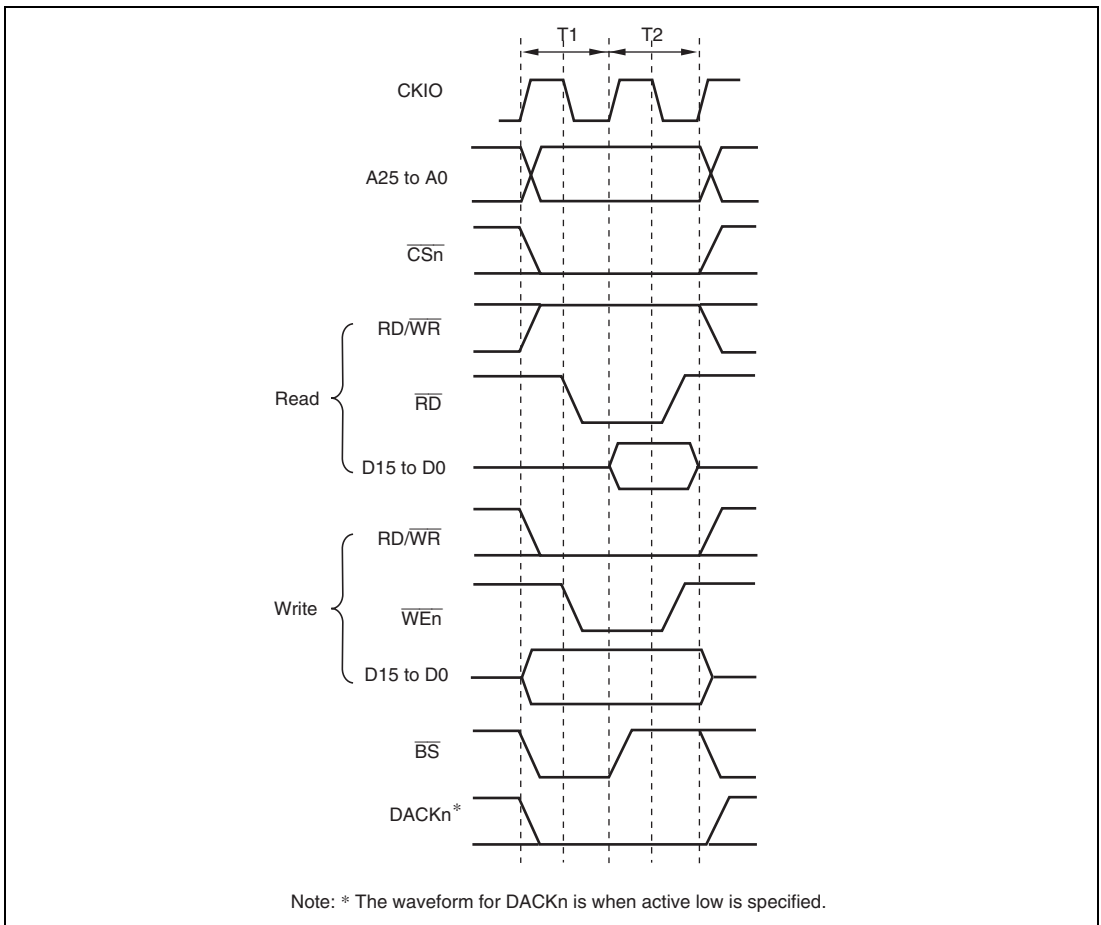 T1 T2
CKIO
A25 to A0
CSn
RD/WR
Read
RD
D15 to D0
RD/WR
Write
WEn
D15 to D0
BS
DACKn*
Note: * The waveform for DACKn is when active low is specified.